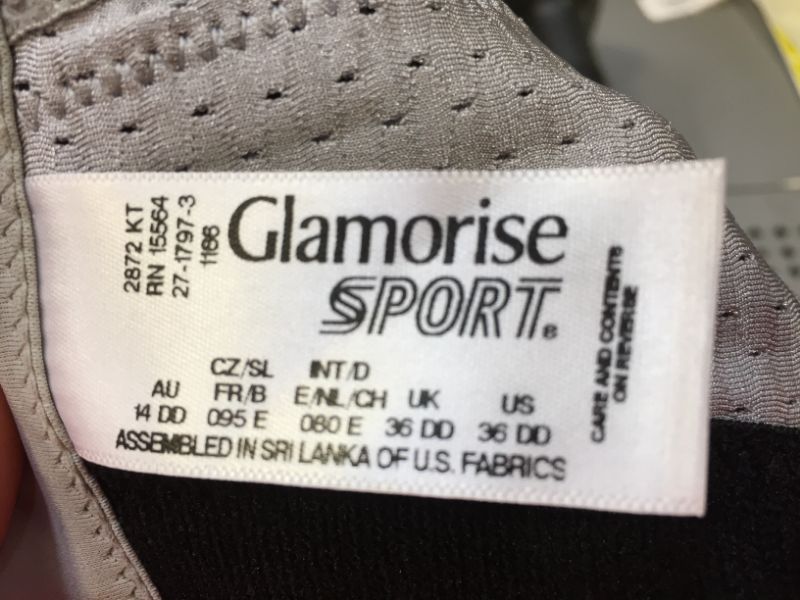 2872 KT
RN 15564
27-1797-3
1186
Glamorise
SPORT®
CZ/SL INT/D
AU FR/B E/NL/CH UK US
14 DD 095 E 080 E 36 DD 36 DD
ASSEMBLED IN SRI LANKA OF U.S. FABRICS
CARE AND CONTENTS
ON REVERSE